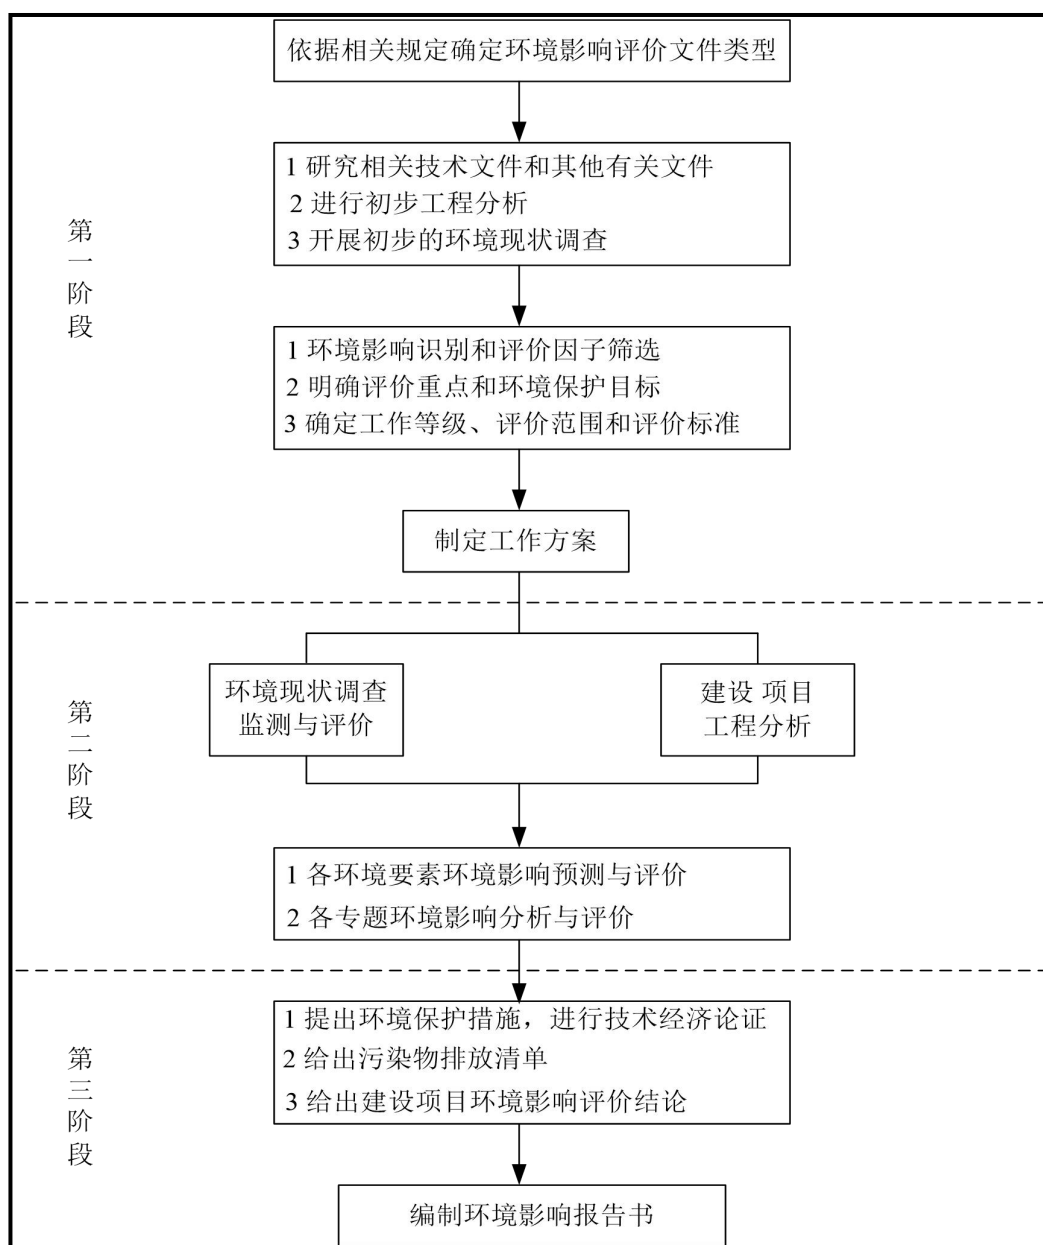 依据相关规定确定环境影响评价文件类型
1 研究相关技术文件和其他有关文件
2 进行初步工程分析
3 开展初步的环境现状调查
第一阶段
1 环境影响识别和评价因子筛选
2 明确评价重点和环境保护目标
3 确定工作等级、评价范围和评价标准
制定工作方案
环境现状调查
监测与评价
建设 项目
工程分析
第二阶段
1 各环境要素环境影响预测与评价
2 各专题环境影响分析与评价
1 提出环境保护措施，进行技术经济论证
2 给出污染物排放清单
3 给出建设项目环境影响评价结论
第三阶段
编制环境影响报告书